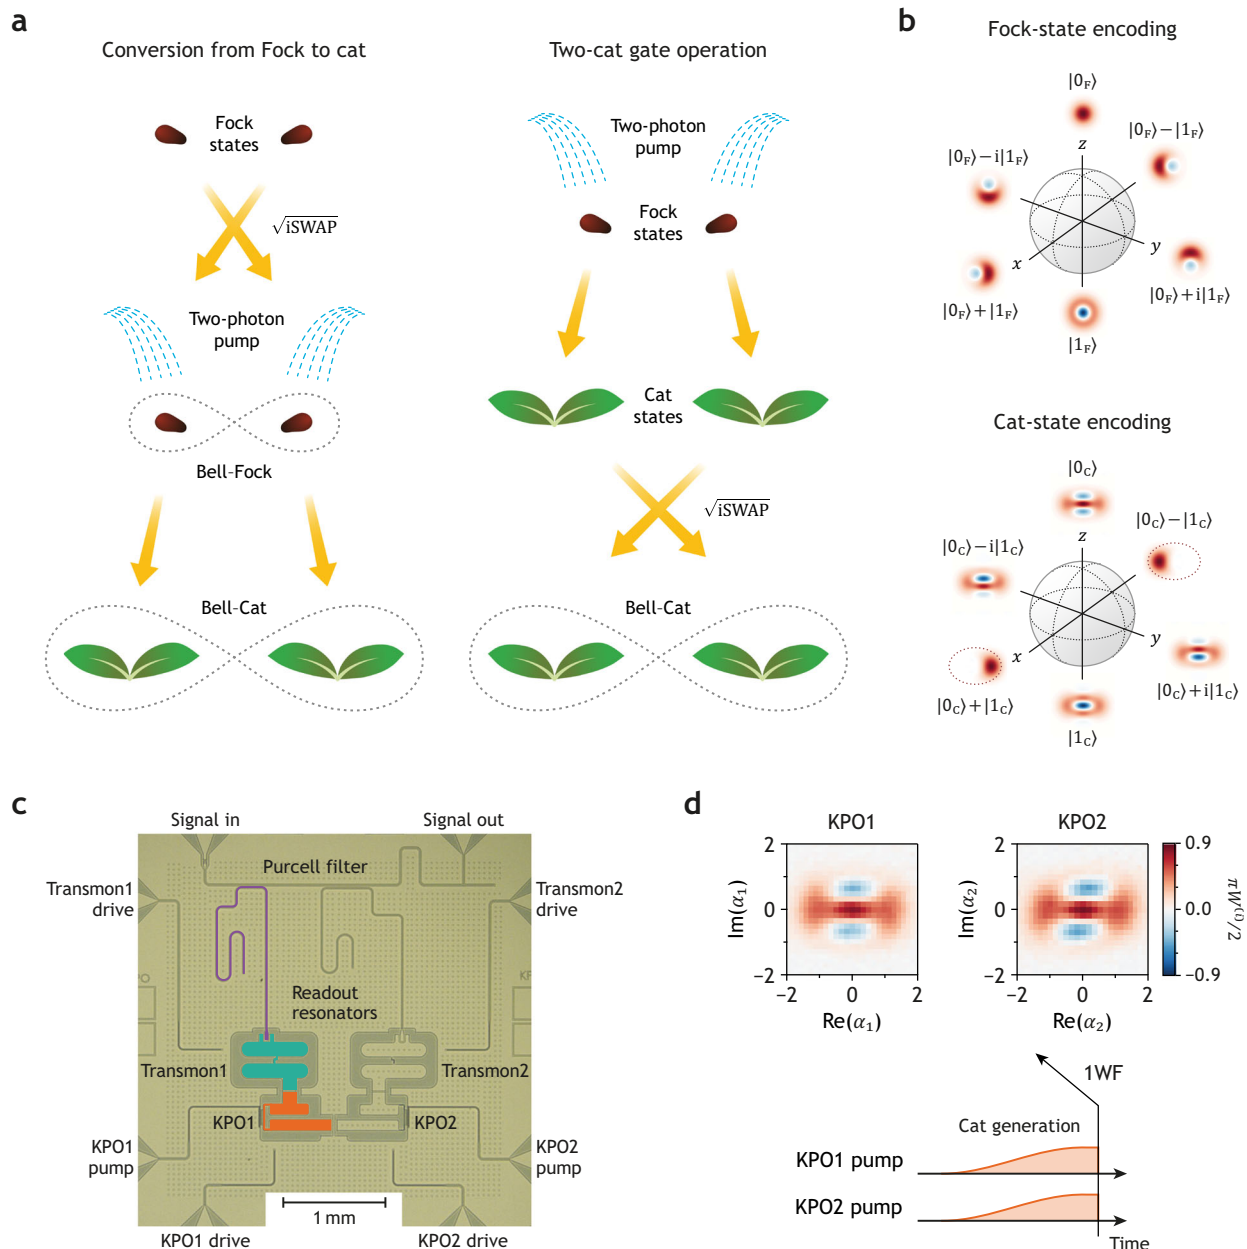 a
Conversion from Fock to cat
Fock
states
√iSWAP
Two-photon
pump
Bell-Fock
Bell-Cat
Two-cat gate operation
Two-photon
pump
Fock
states
Cat
states
√iSWAP
Bell-Cat
b
Fock-state encoding
|0F⟩
|0F⟩−|1F⟩
z
|0F⟩−i|1F⟩
x
y
|0F⟩+|1F⟩
|0F⟩+i|1F⟩
|1F⟩
Cat-state encoding
|0C⟩
|0C⟩−|1C⟩
z
|0C⟩−i|1C⟩
x
y
|0C⟩+|1C⟩
|0C⟩+i|1C⟩
|1C⟩
c
Signal in
Signal out
Purcell filter
Transmon1
drive
Transmon2
drive
Readout
resonators
Transmon1
Transmon2
KPO1
KPO2
KPO1
pump
KPO2
pump
1 mm
KPO1 drive
KPO2 drive
d
KPO1
KPO2
2
0
−2
Im(α1)
−2
0
2
Re(α1)
2
0
−2
Im(α2)
−2
0
2
Re(α2)
0.9
0.0
−0.9
πW(i)/2
1WF
Cat generation
KPO1 pump
KPO2 pump
Time